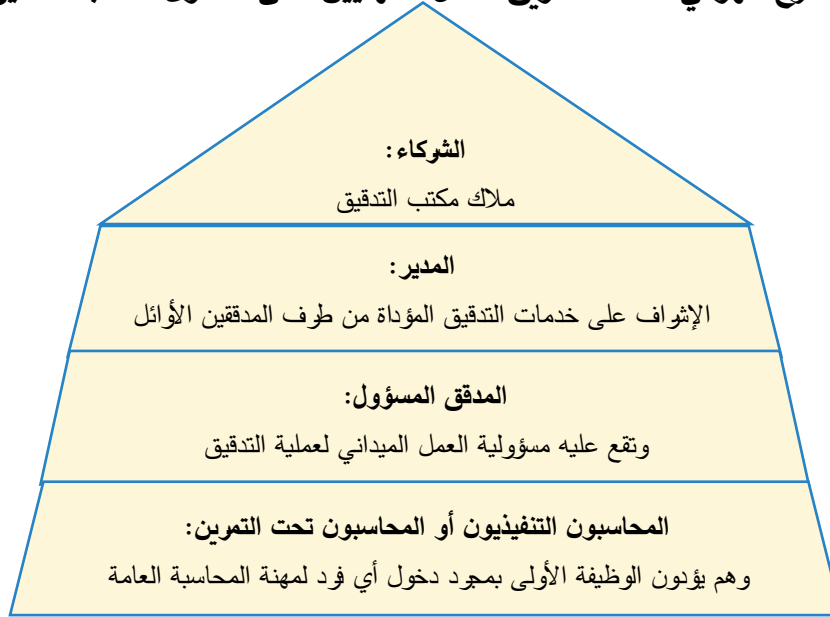 الشركاء:
ملاك مكتب التدقيق
المدير:
الإشراف على خدمات التدقيق المؤداة من طرف المدققين الأوائل
المدقق المسؤول:
وتقع عليه مسؤولية العمل الميداني لعملية التدقيق
المحاسبون التنفيذيون أو المحاسبون تحت التمرين:
وهم يؤدون الوظيفة الأولى بمجرد دخول أي فرد لمهنة المحاسبة العامة